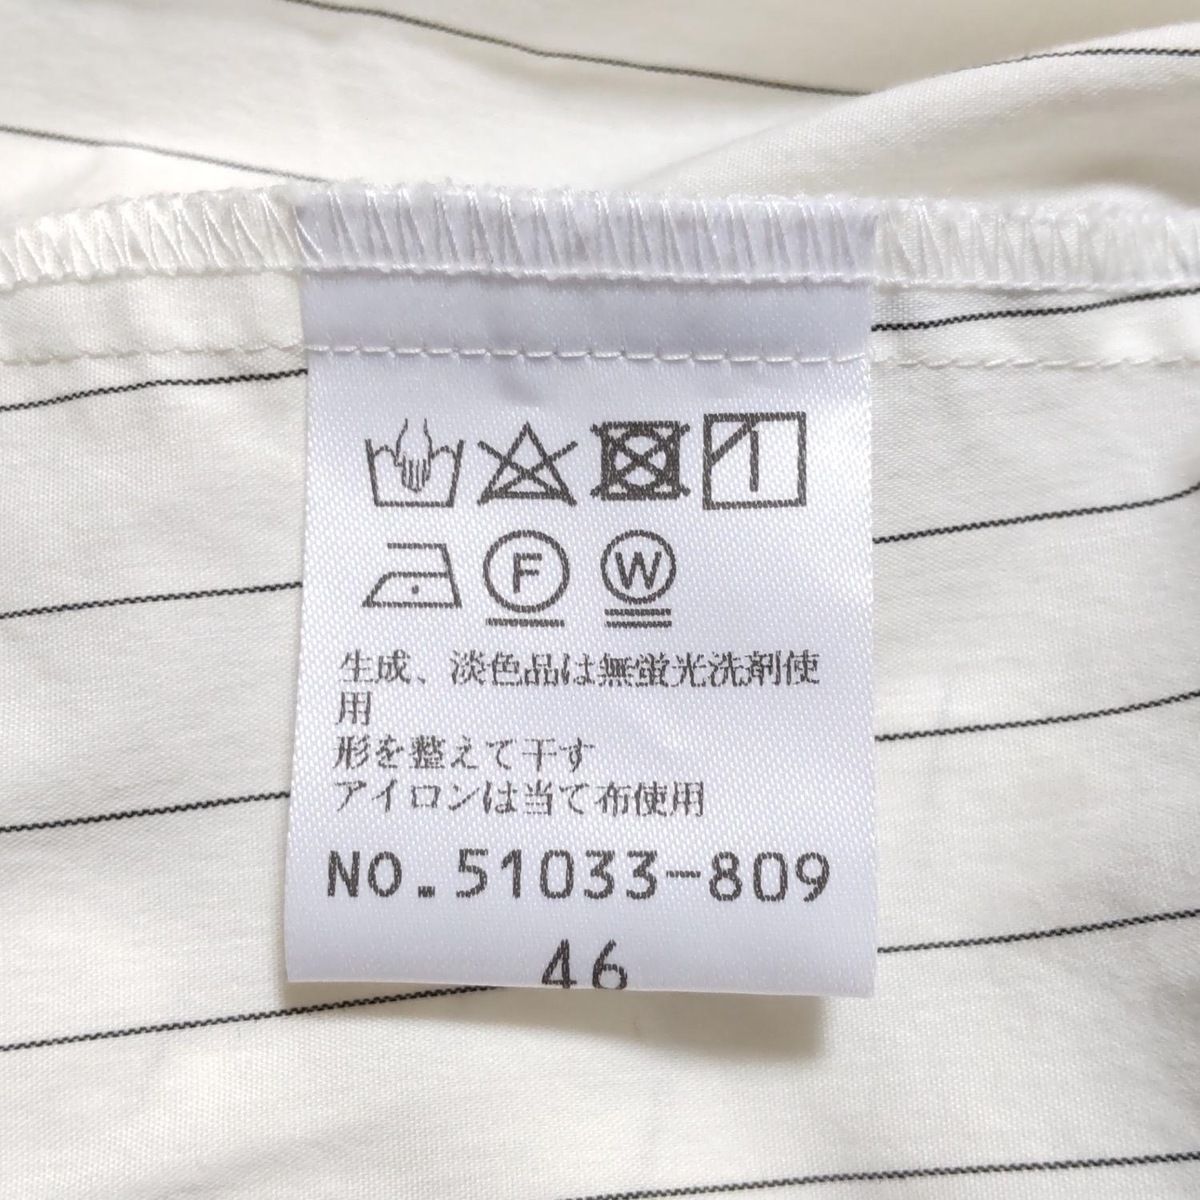 F W
生成、淡色品は無蛍光洗剤使
用
形を整えて干す
アイロンは当て布使用
NO.51033-809
46